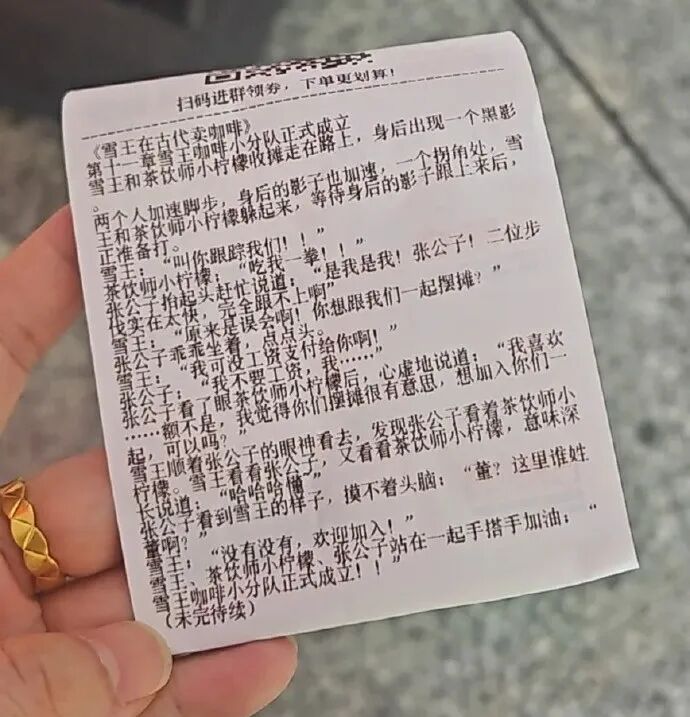 扫码进群领券，下单更划算！
《雪王在古代卖咖啡》
第十一章雪王咖啡小分队正式成立
雪王和茶饮师小柠檬收摊走在路上，身后出现一个黑影
。
两个人加速脚步，身后的影子也加速，一个拐角处，雪
王和茶饮师小柠檬躲起来，等待身后的影子跟上来后，
正准备打。
雪王：“叫你跟踪我们！！”
茶饮师小柠檬：“吃我一拳！！”
张公子抬起头赶忙说道：“是我是我！张公子！二位步
伐实在太快，完全跟不上啊”
雪王：“原来是误会啊！你想跟我们一起摆摊？”
张公子乖乖坐着，点点头。
雪王：“我可没工资支付给你啊！”
张公子：“我不要工资，我……”
张公子看了眼茶饮师小柠檬后，心虚地说道：“我喜欢
……额不是，我觉得你们摆摊很有意思，想加入你们一
起，可以吗？”
雪王顺着张公子的眼神看去，发现张公子看着茶饮师小
柠檬。雪王看看张公子，又看看茶饮师小柠檬，意味深
长说道：“哈哈哈懂”
张公子看到雪王的样子，摸不着头脑：“董？这里谁姓
董啊？”
雪王：“没有没有，欢迎加入！”
雪王、茶饮师小柠檬、张公子站在一起手搭手加油：“
雪王咖啡小分队正式成立！！”
(未完待续)